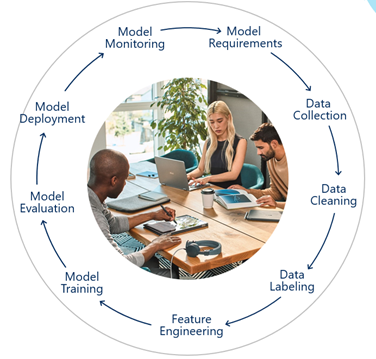 Model
Requirements
Data
Collection
Data
Cleaning
Data
Labeling
Feature
Engineering
Model
Training
Model
Evaluation
Model
Deployment
Model
Monitoring